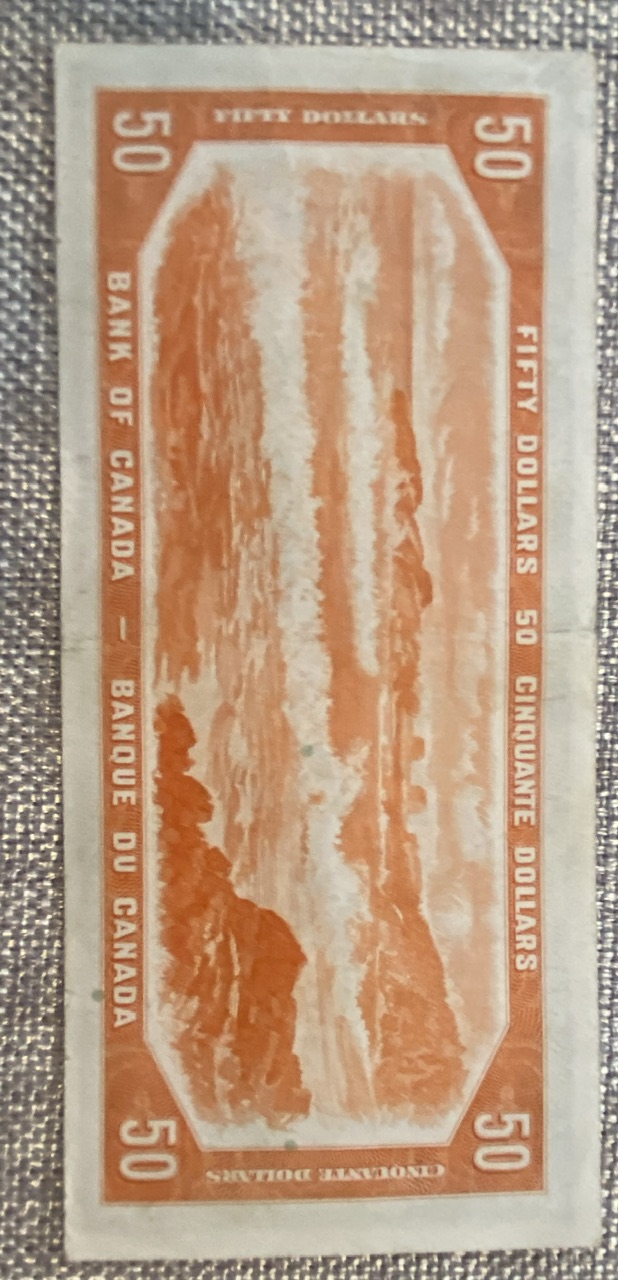 50 FIFTY DOLLARS 50 CINQUANTE DOLLARS 50
FIFTY DOLLARS
CINQUANTE DOLLARS
50 BANK OF CANADA – BANQUE DU CANADA 50